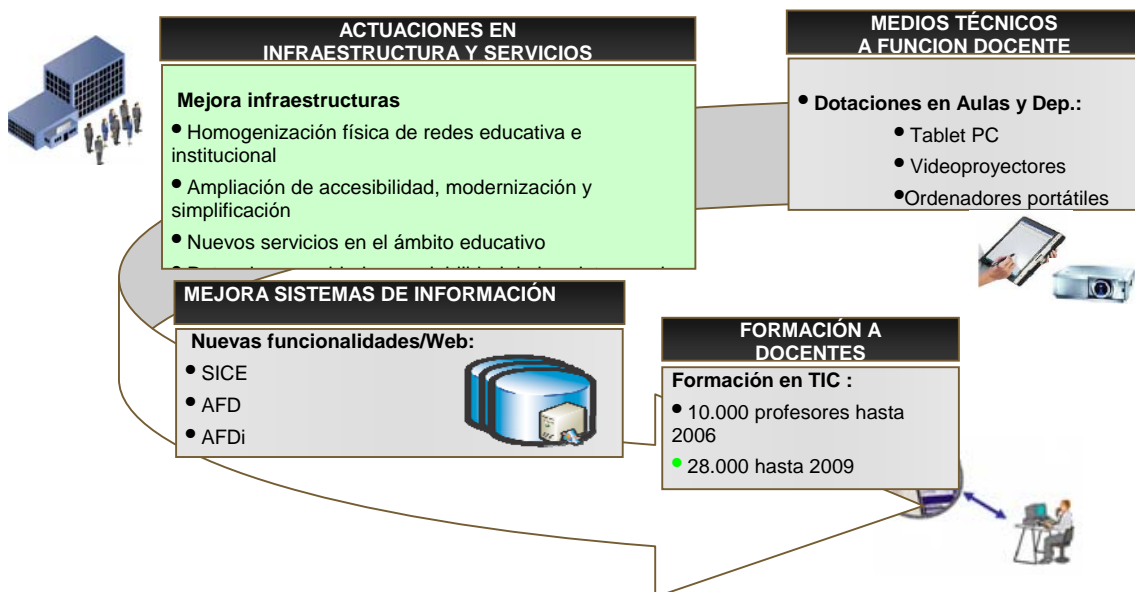 ACTUACIONES EN
INFRAESTRUCTURA Y SERVICIOS
Mejora infraestructuras
• Homogenización física de redes educativa e
institucional
• Ampliación de accesibilidad, modernización y
simplificación
• Nuevos servicios en el ámbito educativo
MEDIOS TÉCNICOS
A FUNCION DOCENTE
• Dotaciones en Aulas y Dep.:
• Tablet PC
• Videoproyectores
•Ordenadores portátiles
MEJORA SISTEMAS DE INFORMACIÓN
Nuevas funcionalidades/Web:
• SICE
• AFD
• AFDi
FORMACIÓN A
DOCENTES
Formación en TIC :
• 10.000 profesores hasta
2006
• 28.000 hasta 2009